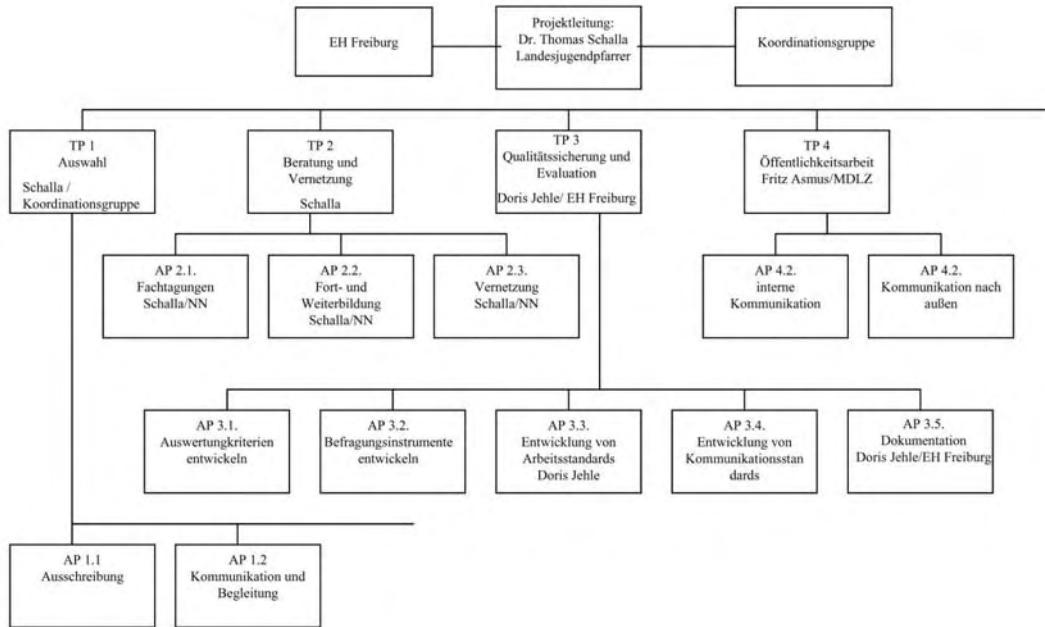 EH Freiburg
Projektleitung:
Dr. Thomas Schalla
Landesjugendpfarrer
Koordinationsgruppe
TP 1
Auswahl
Schalla /
Koordinationsgruppe
TP 2
Beratung und
Vernetzung
Schalla
TP 3
Qualitätssicherung und
Evaluation
Doris Jehle/ EH Freiburg
TP 4
Öffentlichkeitsarbeit
Fritz Asmus/MDLZ
AP 2.1.
Fachtagungen
Schalla/NN
AP 2.2.
Fort- und
Weiterbildung
Schalla/NN
AP 2.3.
Vernetzung
Schalla/NN
AP 4.2.
interne
Kommunikation
AP 4.2.
Kommunikation nach
außen
AP 3.1.
Auswertungkriterien
entwickeln
AP 3.2.
Befragungsinstrumente
entwickeln
AP 3.3.
Entwicklung von
Arbeitsstandards
Doris Jehle
AP 3.4.
Entwicklung von
Kommunikationsstan
dards
AP 3.5.
Dokumentation
Doris Jehle/EH Freiburg
AP 1.1
Ausschreibung
AP 1.2
Kommunikation und
Begleitung